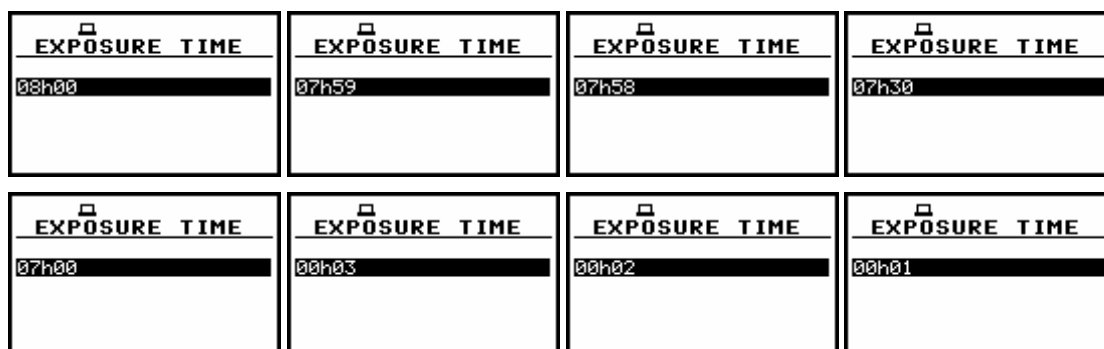 EXPOSURE TIME
08h00
EXPOSURE TIME
07h59
EXPOSURE TIME
07h58
EXPOSURE TIME
07h30
EXPOSURE TIME
07h00
EXPOSURE TIME
00h03
EXPOSURE TIME
00h02
EXPOSURE TIME
00h01